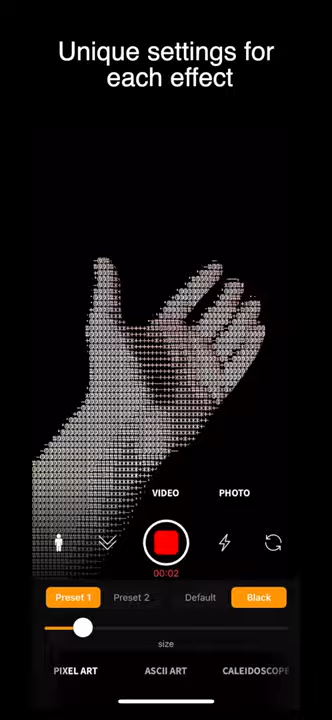 Unique settings for
each effect
VIDEO PHOTO
00:02
Preset 1 Preset 2 Default Black
size
PIXEL ART ASCII ART CALEIDOSCOPE